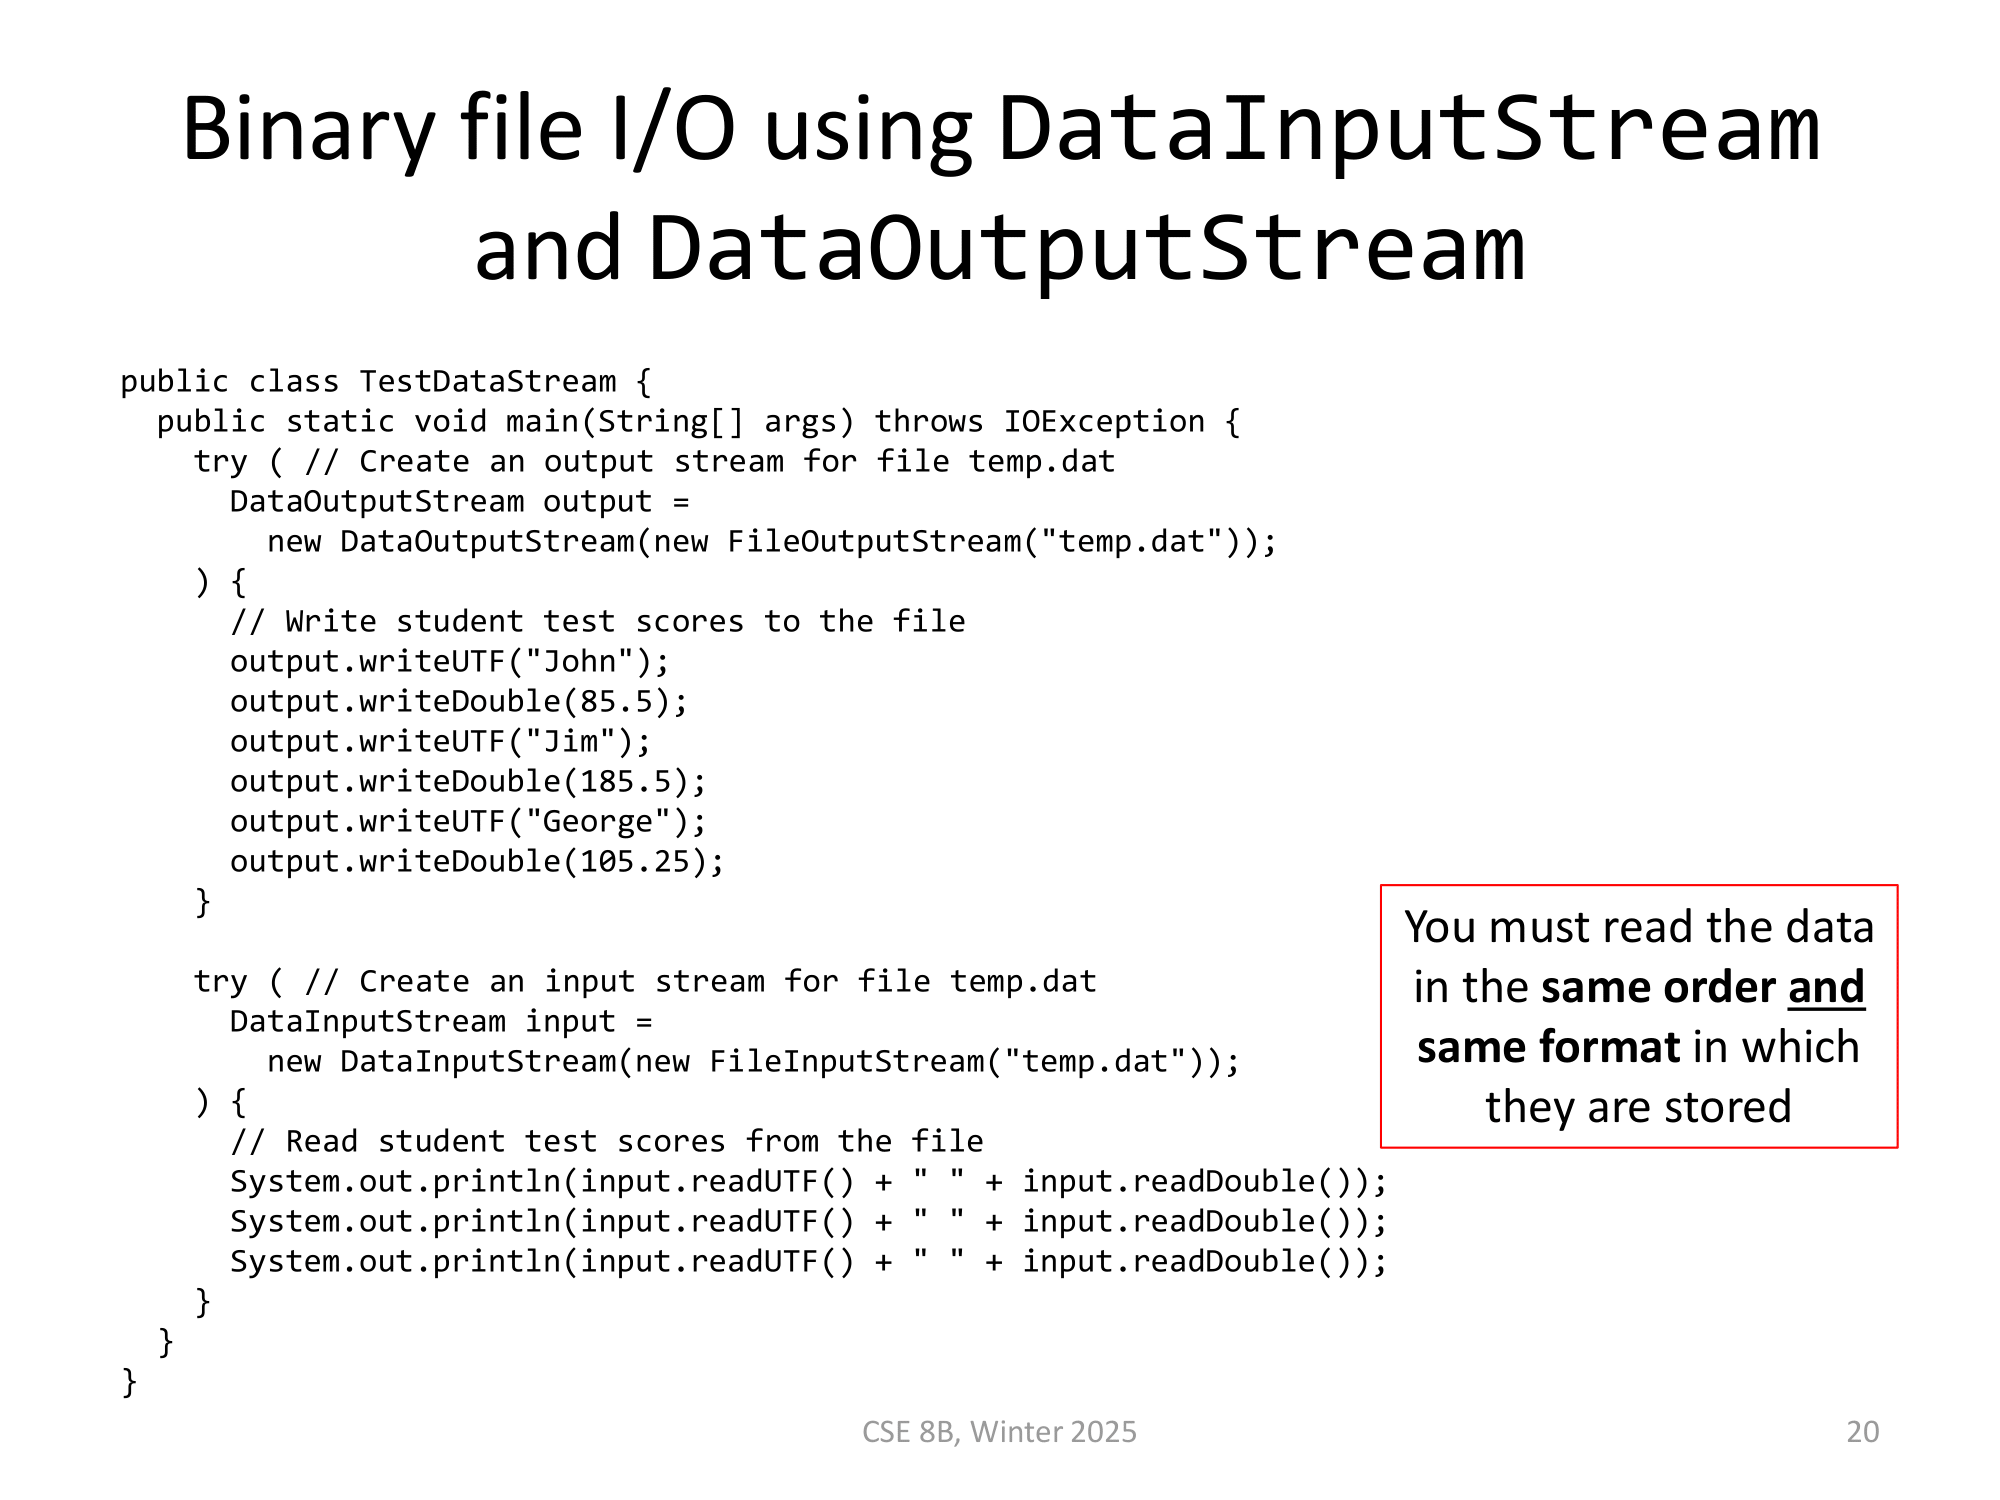 Binary file I/O using DataInputStream
and DataOutputStream
public class TestDataStream {
  public static void main(String[] args) throws IOException {
    try ( // Create an output stream for file temp.dat
      DataOutputStream output =
        new DataOutputStream(new FileOutputStream("temp.dat"));
    ) {
      // Write student test scores to the file
      output.writeUTF("John");
      output.writeDouble(85.5);
      output.writeUTF("Jim");
      output.writeDouble(185.5);
      output.writeUTF("George");
      output.writeDouble(105.25);
    }

    try ( // Create an input stream for file temp.dat
      DataInputStream input =
        new DataInputStream(new FileInputStream("temp.dat"));
    ) {
      // Read student test scores from the file
      System.out.println(input.readUTF() + " " + input.readDouble());
      System.out.println(input.readUTF() + " " + input.readDouble());
      System.out.println(input.readUTF() + " " + input.readDouble());
    }
  }
}
You must read the data
in the same order and
same format in which
they are stored
CSE 8B, Winter 2025
20